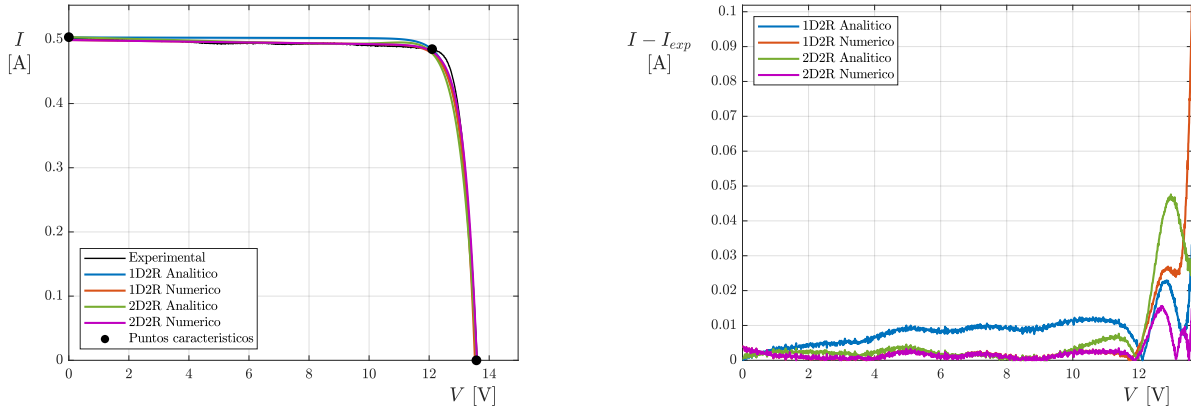 I
[A]
0.5
0.4
0.3
0.2
0.1
0
Experimental
1D2R Analitico
1D2R Numerico
2D2R Analitico
2D2R Numerico
Puntos caracteristicos
0 2 4 6 8 10 12 14
V [V]
I − I_exp
[A]
0.1
0.09
0.08
0.07
0.06
0.05
0.04
0.03
0.02
0.01
0
1D2R Analitico
1D2R Numerico
2D2R Analitico
2D2R Numerico
0 2 4 6 8 10 12
V [V]